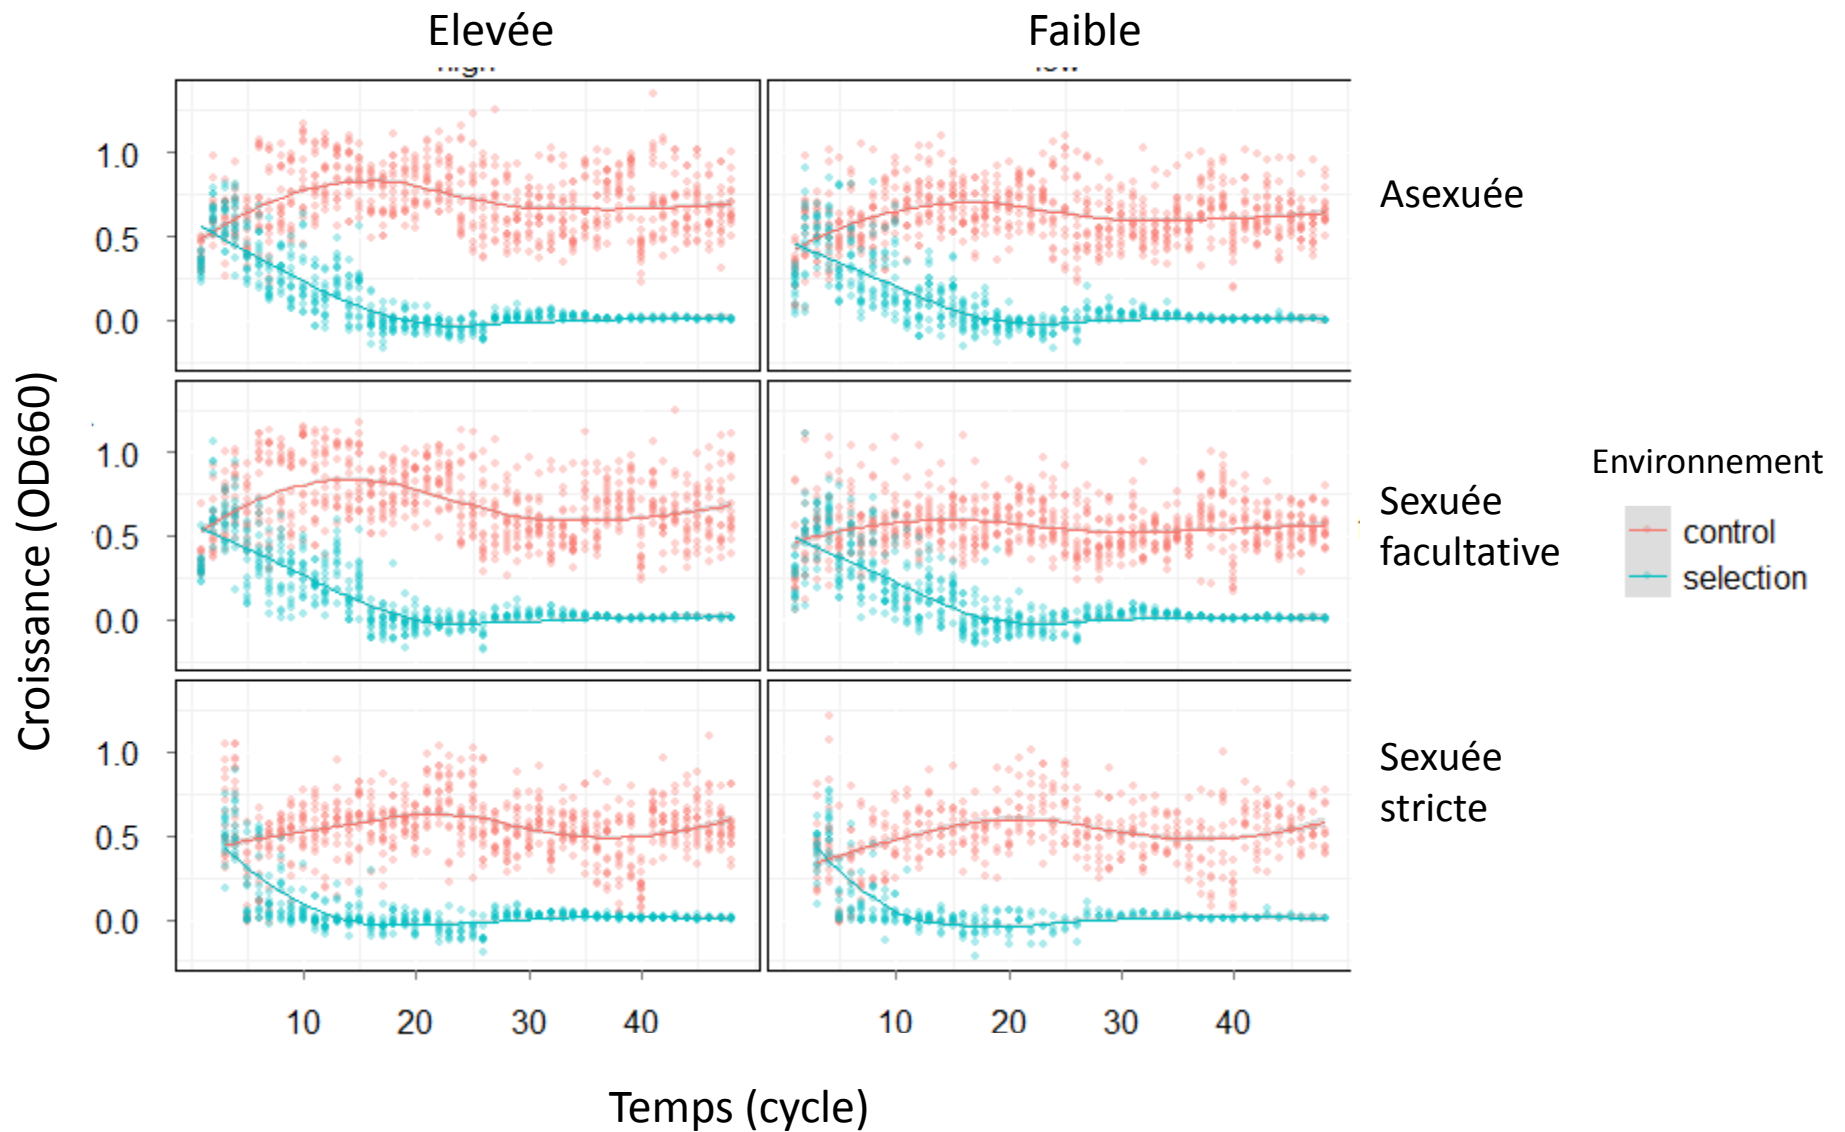 Elevée
Faible
high
low
1.0
0.5
0.0
Asexuée
1.0
0.5
0.0
Sexuée
facultative
1.0
0.5
0.0
Sexuée
stricte
Croissance (OD660)
10 20 30 40
10 20 30 40
Temps (cycle)
Environnement
control
selection